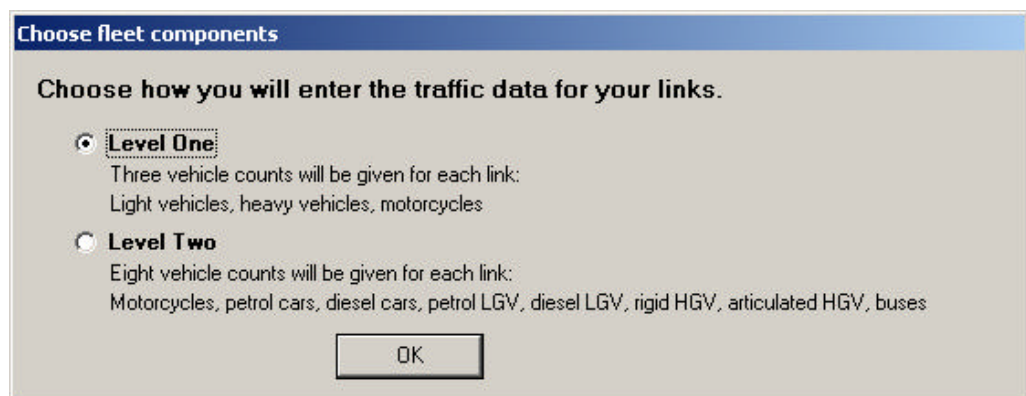 Choose fleet components
Choose how you will enter the traffic data for your links.
Level One
Three vehicle counts will be given for each link:
Light vehicles, heavy vehicles, motorcycles
Level Two
Eight vehicle counts will be given for each link:
Motorcycles, petrol cars, diesel cars, petrol LGV, diesel LGV, rigid HGV, articulated HGV, buses
OK